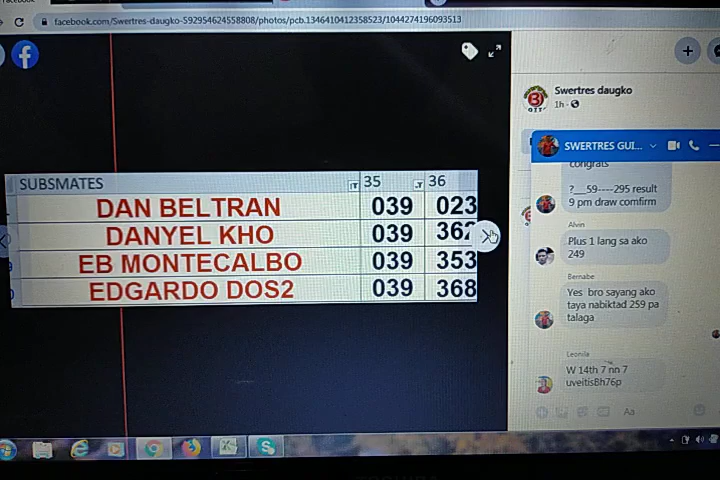 facebook.com/Swertres-daugko-592954624558808/photos/pcb.1346410412358523/1044274196093513
Swertres daugko
1h
SUBSMATES 35 36
DAN BELTRAN 039 023
DANYEL KHO 039 362
EB MONTECALBO 039 353
EDGARDO DOS2 039 368
SWERTRES GUI...
congrats
?__59----295 result
9 pm draw comfirm
Alvin
Plus 1 lang sa ako
249
Bernabe
Yes bro sayang ako
taya nabiktad 259 pa
talaga
Leonila
W 14th 7 nn 7
uveitisBh76p
Aa